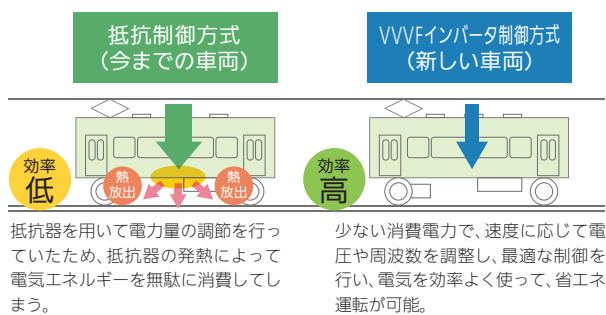 抵抗制御方式
（今までの車両）
VVVFインバータ制御方式
（新しい車両）
効率
低
熱
放出
熱
放出
効率
高
抵抗器を用いて電力量の調節を行っ
ていたため、抵抗器の発熱によって
電気エネルギーを無駄に消費してし
まう。
少ない消費電力で、速度に応じて電
圧や周波数を調整し、最適な制御を
行い、電気を効率よく使って、省エネ
運転が可能。